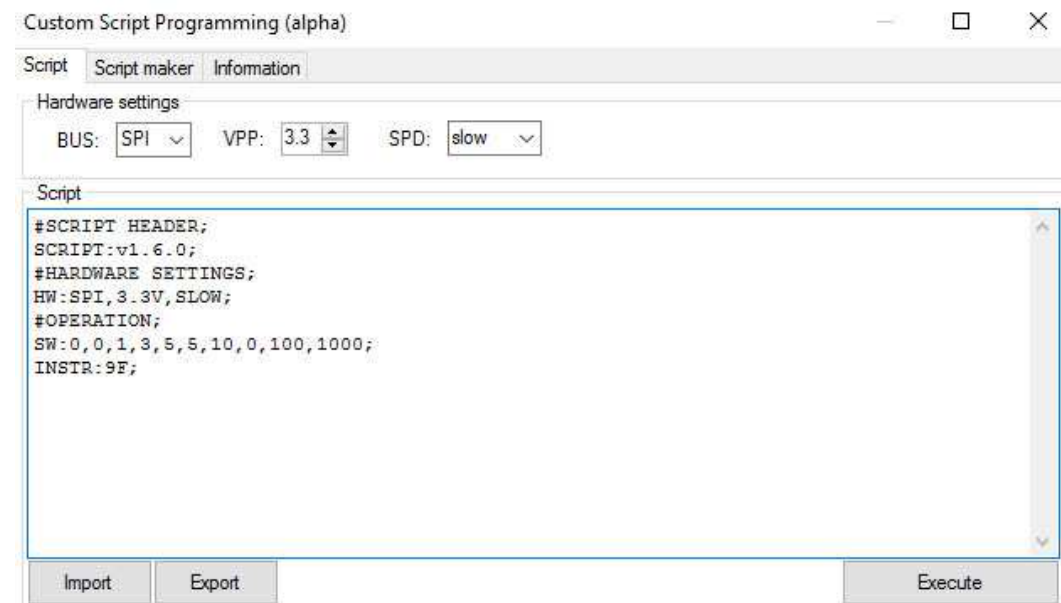 Custom Script Programming (alpha)
Script Script maker Information
Hardware settings
BUS: SPI VPP: 3.3 SPD: slow
Script
#SCRIPT HEADER;
SCRIPT:v1.6.0;
#HARDWARE SETTINGS;
HW:SPI,3.3V,SLOW;
#OPERATION;
SW:0,0,1,3,5,5,10,0,100,1000;
INSTR:9F;
Import Export Execute